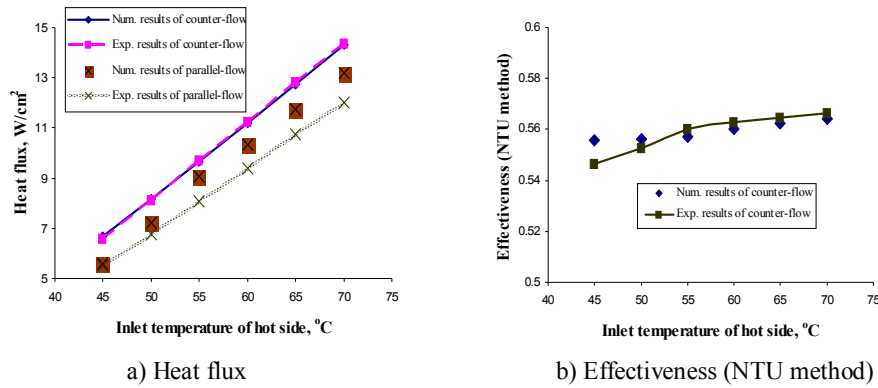 Num. results of counter-flow
Exp. results of counter-flow
Num. results of parallel-flow
Exp. results of parallel-flow
15
13
11
9
7
5
Heat flux, W/cm²
40 45 50 55 60 65 70 75
Inlet temperature of hot side, °C
a) Heat flux
0.6
0.58
0.56
0.54
0.52
0.5
Effectiveness (NTU method)
Num. results of counter-flow
Exp. results of counter-flow
40 45 50 55 60 65 70 75
Inlet temperature of hot side, °C
b) Effectiveness (NTU method)